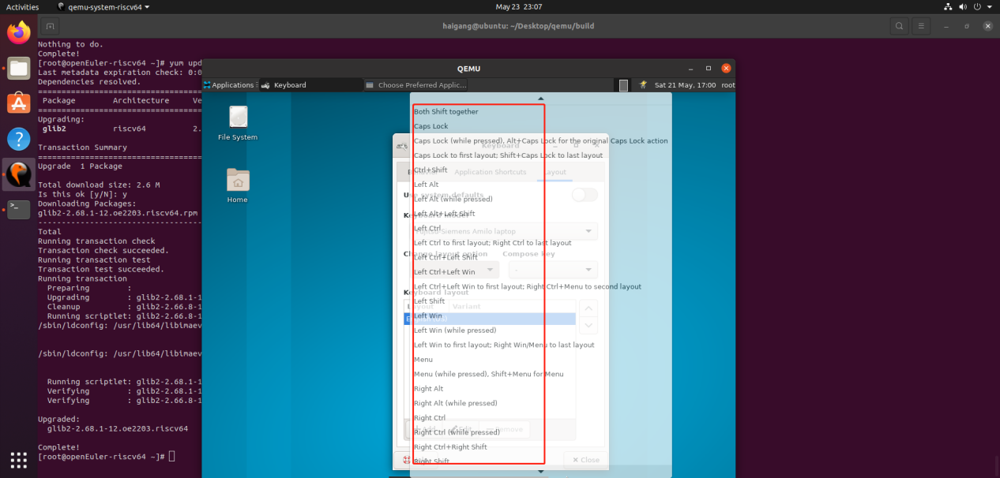 Activities
qemu-system-riscv64
May 23 23:07
haigang@ubuntu: ~/Desktop/qemu/build
Nothing to do.
Complete!
[root@openEuler-riscv64 ~]# yum upd
Last metadata expiration check: 0:0
Dependencies resolved.
Package Architecture Ve
Upgrading:
glib2 riscv64 2.
Transaction Summary
Upgrade 1 Package
Total download size: 2.6 M
Is this ok [y/N]: y
Downloading Packages:
glib2-2.68.1-12.oe2203.riscv64.rpm
Total
Running transaction check
Transaction check succeeded.
Running transaction test
Transaction test succeeded.
Running transaction
Preparing :
Upgrading : glib2-2.68.1-1
Cleanup : glib2-2.66.8-1
Running scriptlet: glib2-2.66.8-1
/sbin/ldconfig: /usr/lib64/libimaev
/sbin/ldconfig: /usr/lib64/libimaev
Running scriptlet: glib2-2.68.1-1
Verifying : glib2-2.68.1-1
Verifying : glib2-2.66.8-1
Upgraded:
glib2-2.68.1-12.oe2203.riscv64
Complete!
[root@openEuler-riscv64 ~]#
QEMU
Applications
Keyboard
Choose Preferred Applic...
Sat 21 May, 17:00 root
File System
Home
Both Shift together
Caps Lock
Caps Lock (while pressed), Alt+Caps Lock for the original Caps Lock action
Caps Lock to first layout; Shift+Caps Lock to last layout
Ctrl+Shift
Left Alt
Left Alt (while pressed)
Left Alt+Left Shift
Left Ctrl
Left Ctrl to first layout; Right Ctrl to last layout
Left Ctrl+Left Shift
Left Ctrl+Left Win
Left Ctrl+Left Win to first layout; Right Ctrl+Menu to second layout
Left Shift
Left Win
Left Win (while pressed)
Left Win to first layout; Right Win/Menu to last layout
Menu
Menu (while pressed), Shift+Menu for Menu
Right Alt
Right Alt (while pressed)
Right Ctrl
Right Ctrl (while pressed)
Right Ctrl+Right Shift
Right Shift
Keyboard
Application Shortcuts
Layout
Use system defaults
Fujitsu-Siemens Amilo laptop
Change layout option
Compose key
-
Keyboard layout
Layout
Variant
Add
Edit
Remove
Close